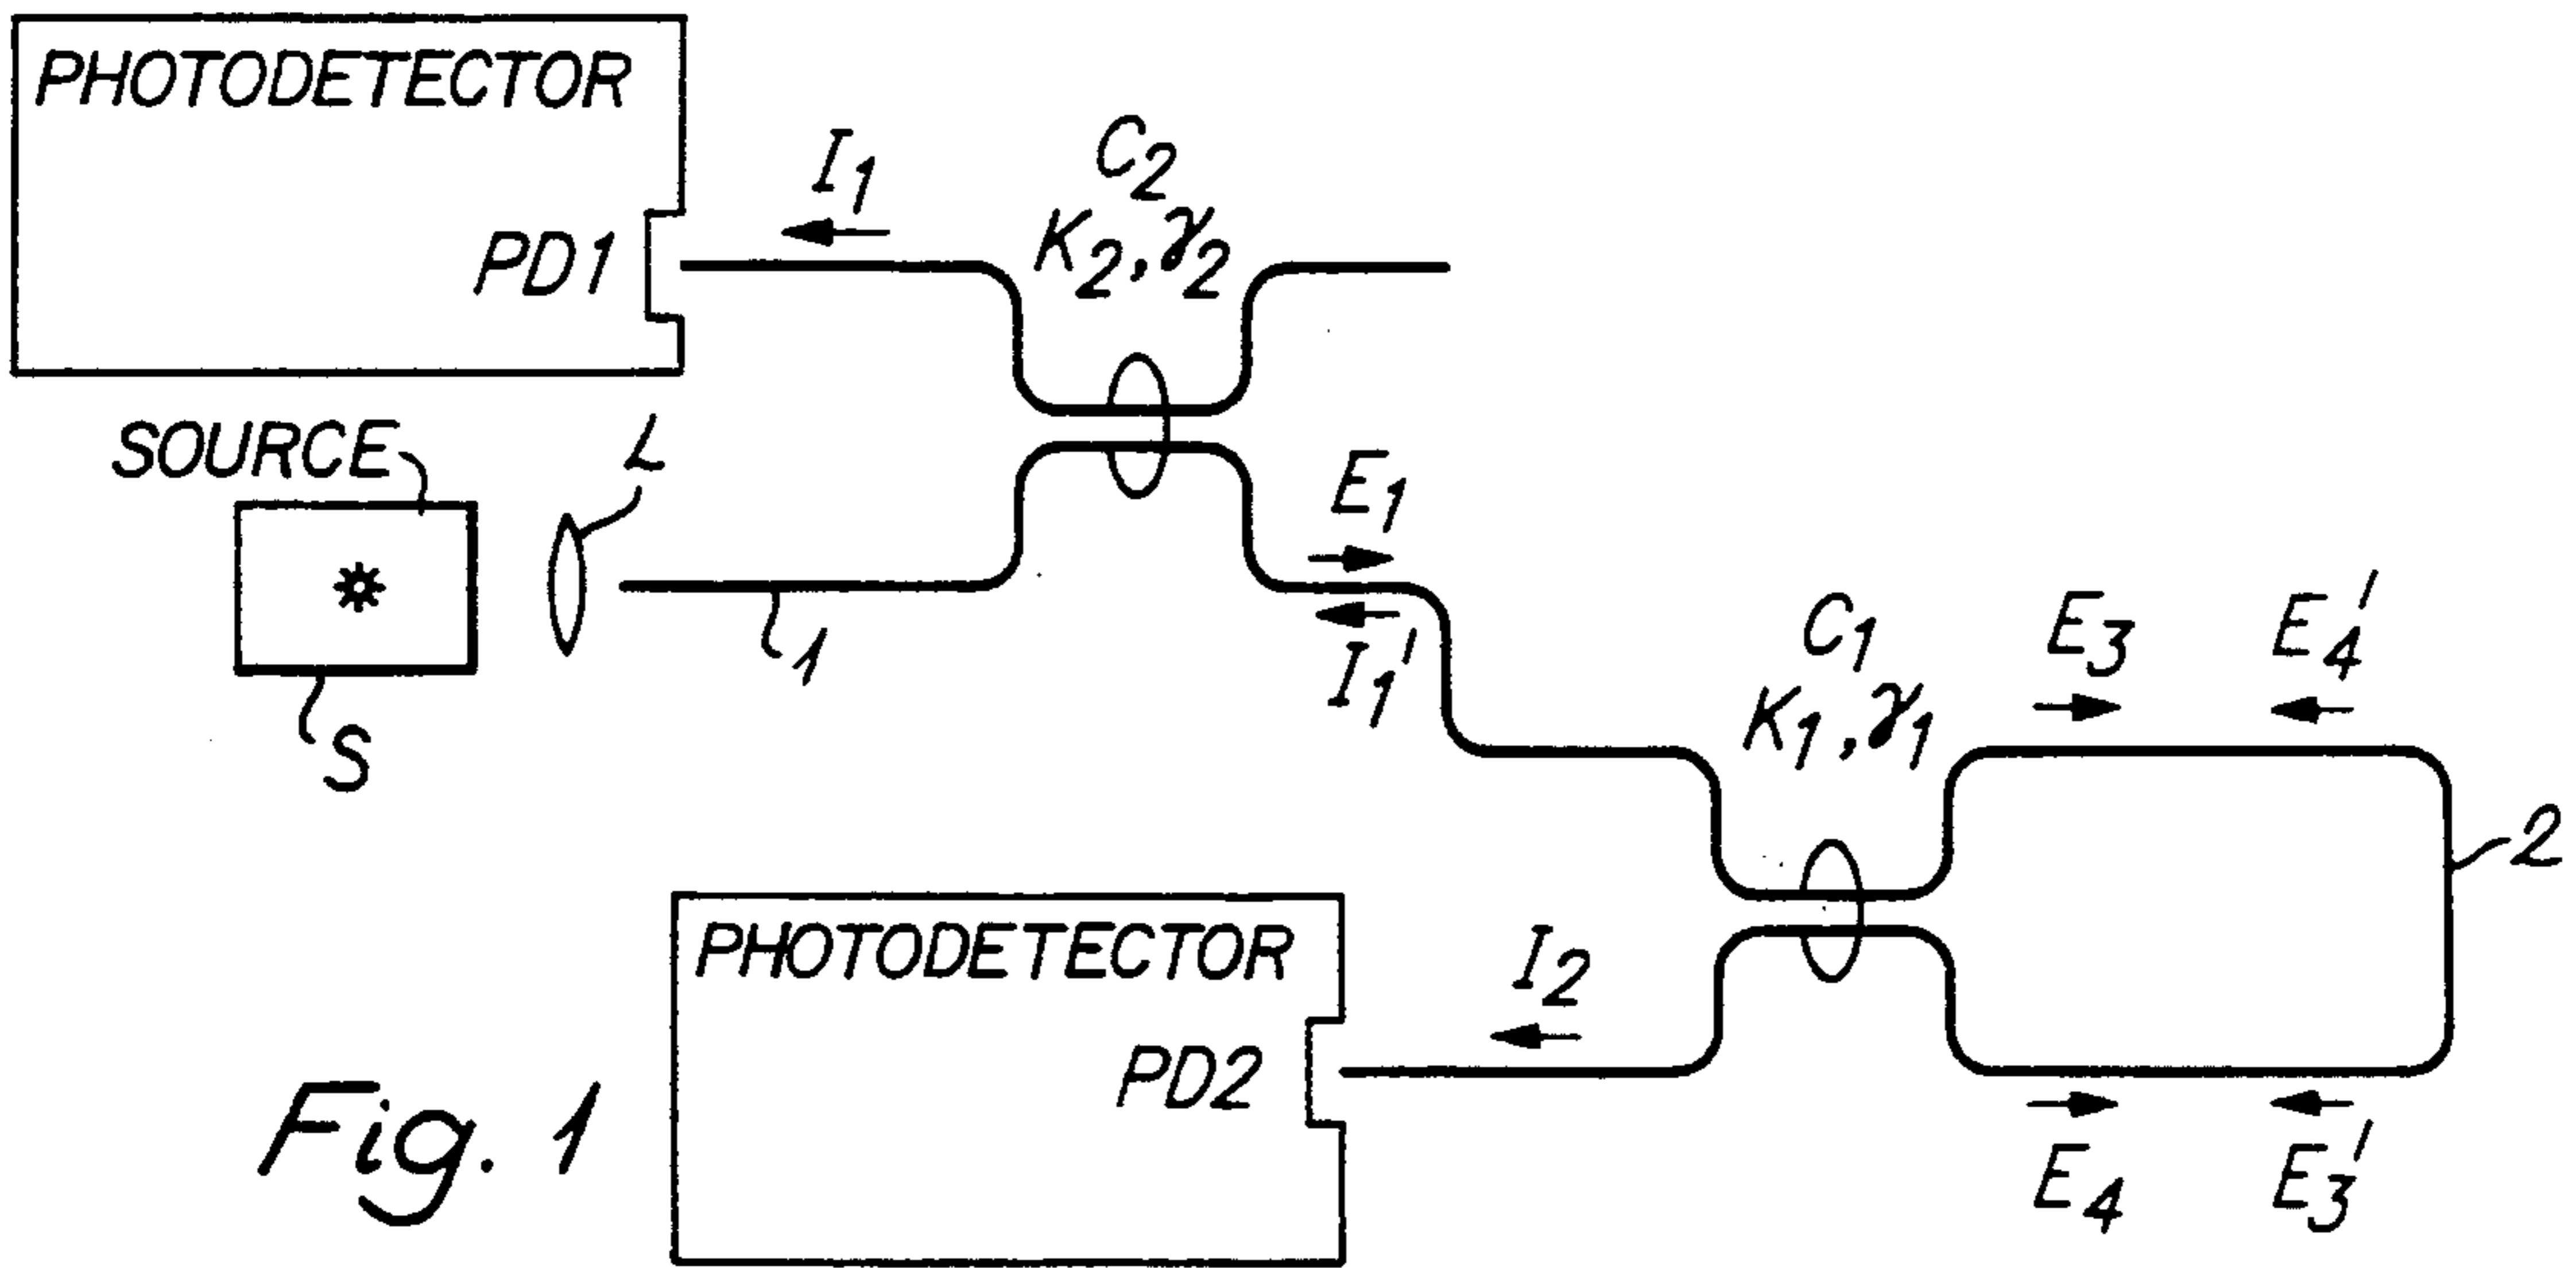 PHOTODETECTOR
I₁
C₂
K₂, γ₂
PD1
SOURCE
L
E₁
1
I₁'
S
C₁
K₁, γ₁
E₃
E₄'
2
PHOTODETECTOR
I₂
PD2
E₄
E₃'
Fig. 1